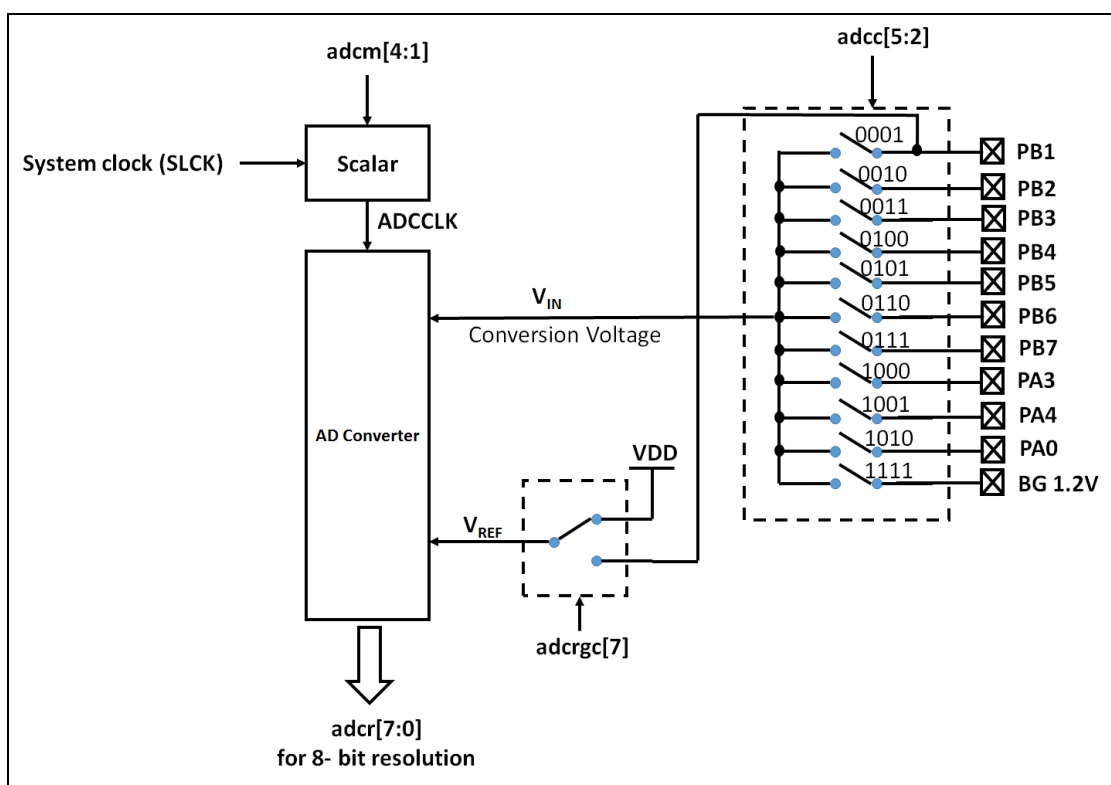 adcm[4:1]
adcc[5:2]
System clock (SLCK)
Scalar
ADCCLK
0001
PB1
0010
PB2
0011
PB3
0100
PB4
0101
PB5
0110
PB6
0111
PB7
1000
PA3
1001
PA4
1010
PA0
1111
BG 1.2V
VIN
Conversion Voltage
AD Converter
VDD
VREF
adcrgc[7]
adcr[7:0]
for 8- bit resolution